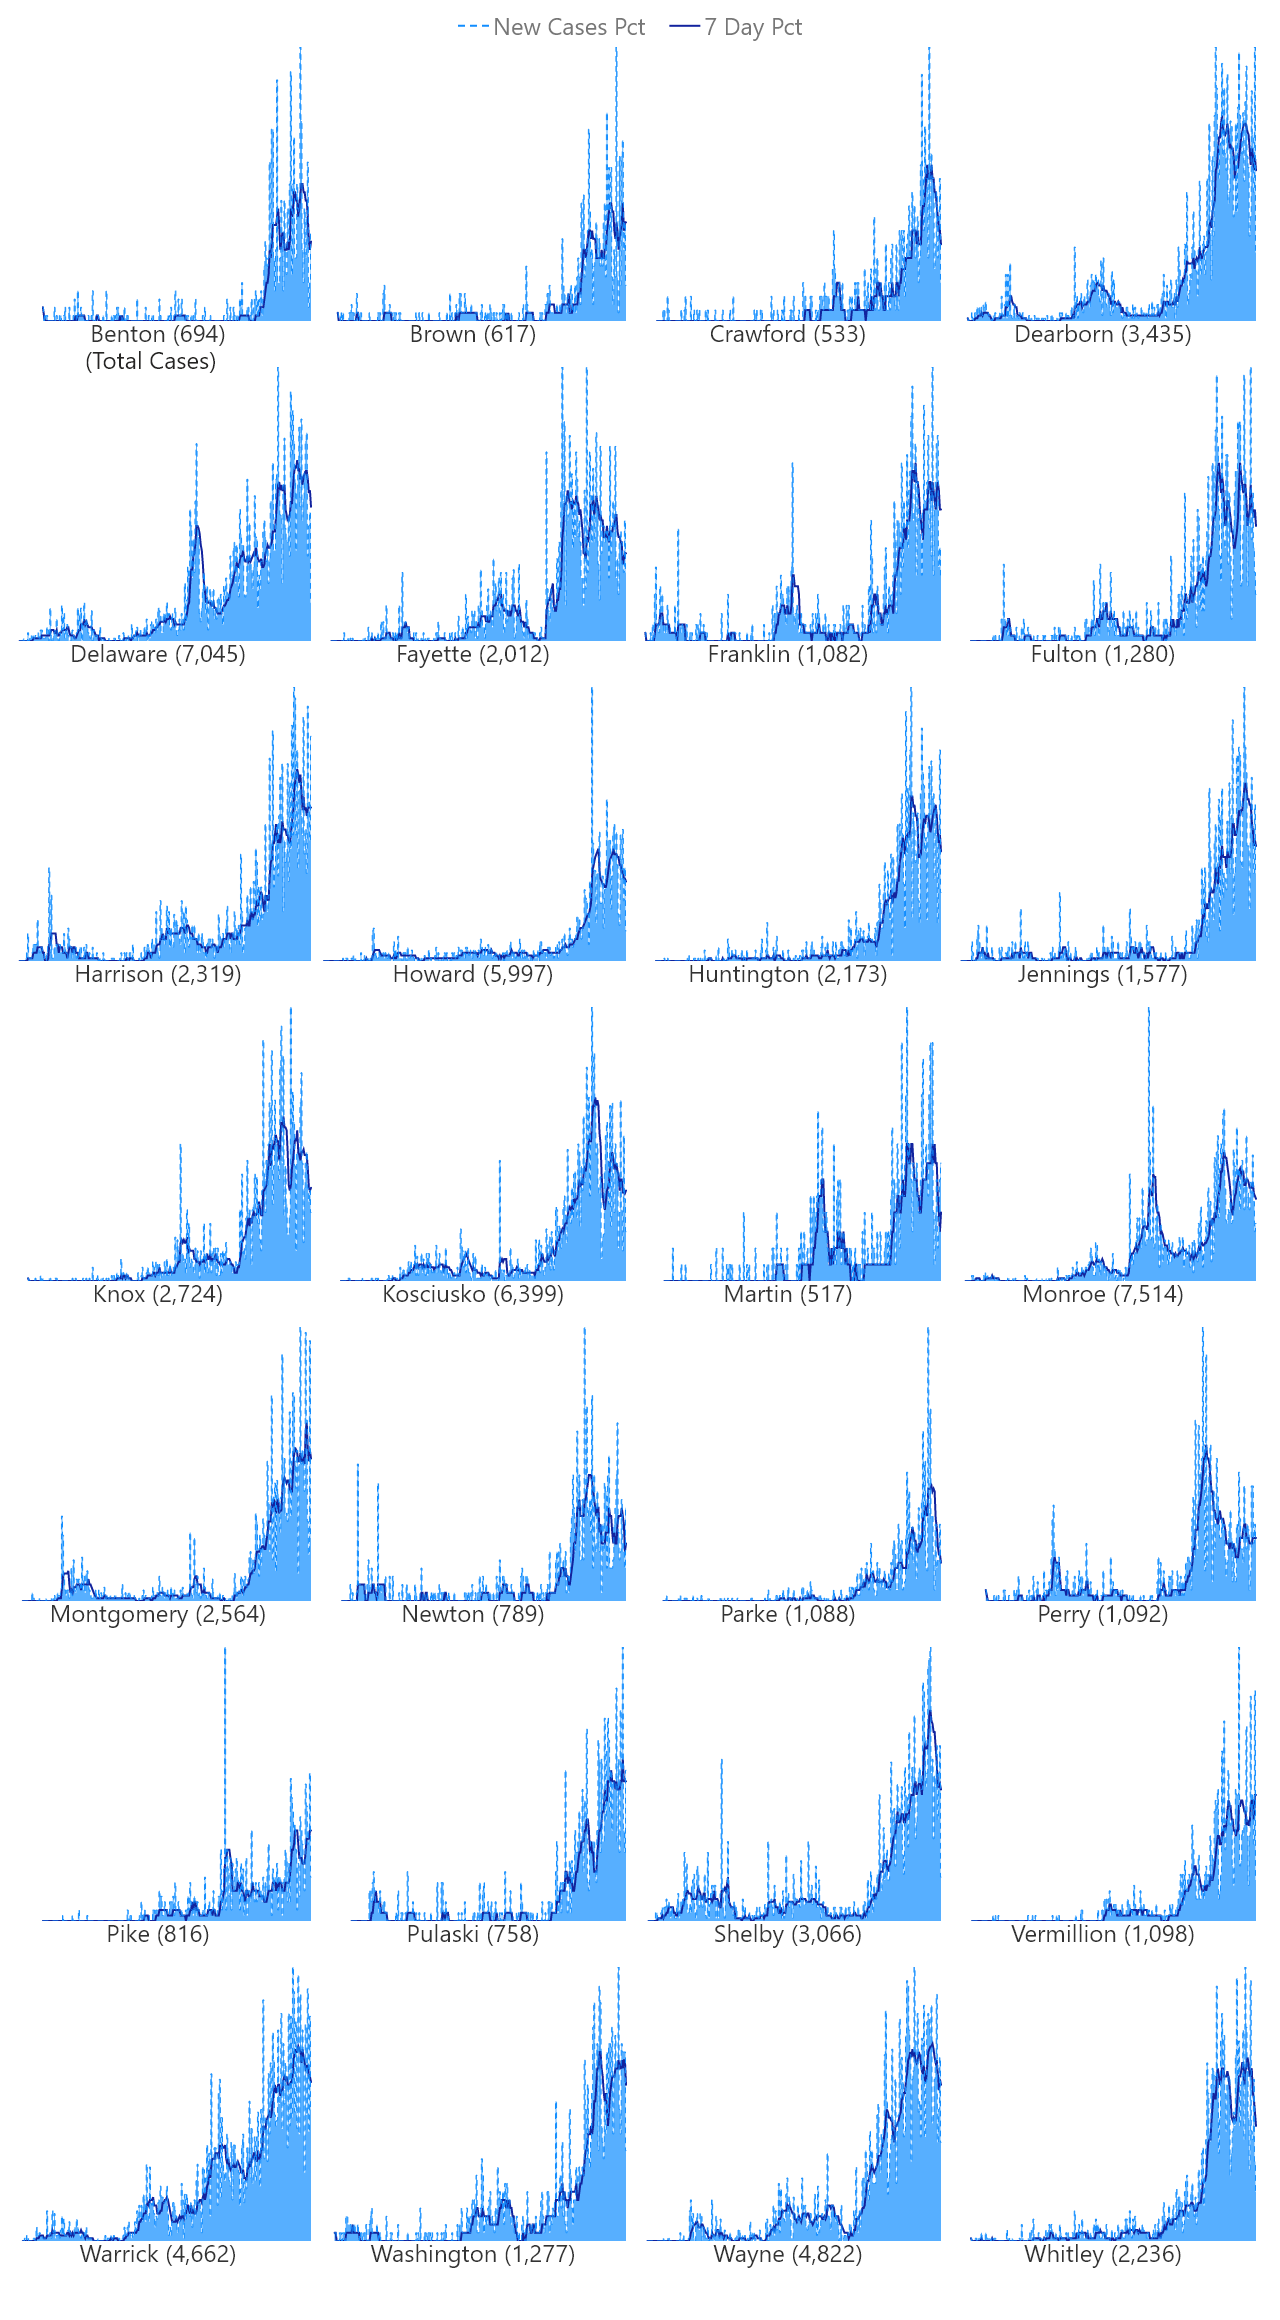 New Cases Pct 7 Day Pct
Benton (694) Brown (617) Crawford (533) Dearborn (3,435)
(Total Cases)
Delaware (7,045) Fayette (2,012) Franklin (1,082) Fulton (1,280)
Harrison (2,319) Howard (5,997) Huntington (2,173) Jennings (1,577)
Knox (2,724) Kosciusko (6,399) Martin (517) Monroe (7,514)
Montgomery (2,564) Newton (789) Parke (1,088) Perry (1,092)
Pike (816) Pulaski (758) Shelby (3,066) Vermillion (1,098)
Warrick (4,662) Washington (1,277) Wayne (4,822) Whitley (2,236)